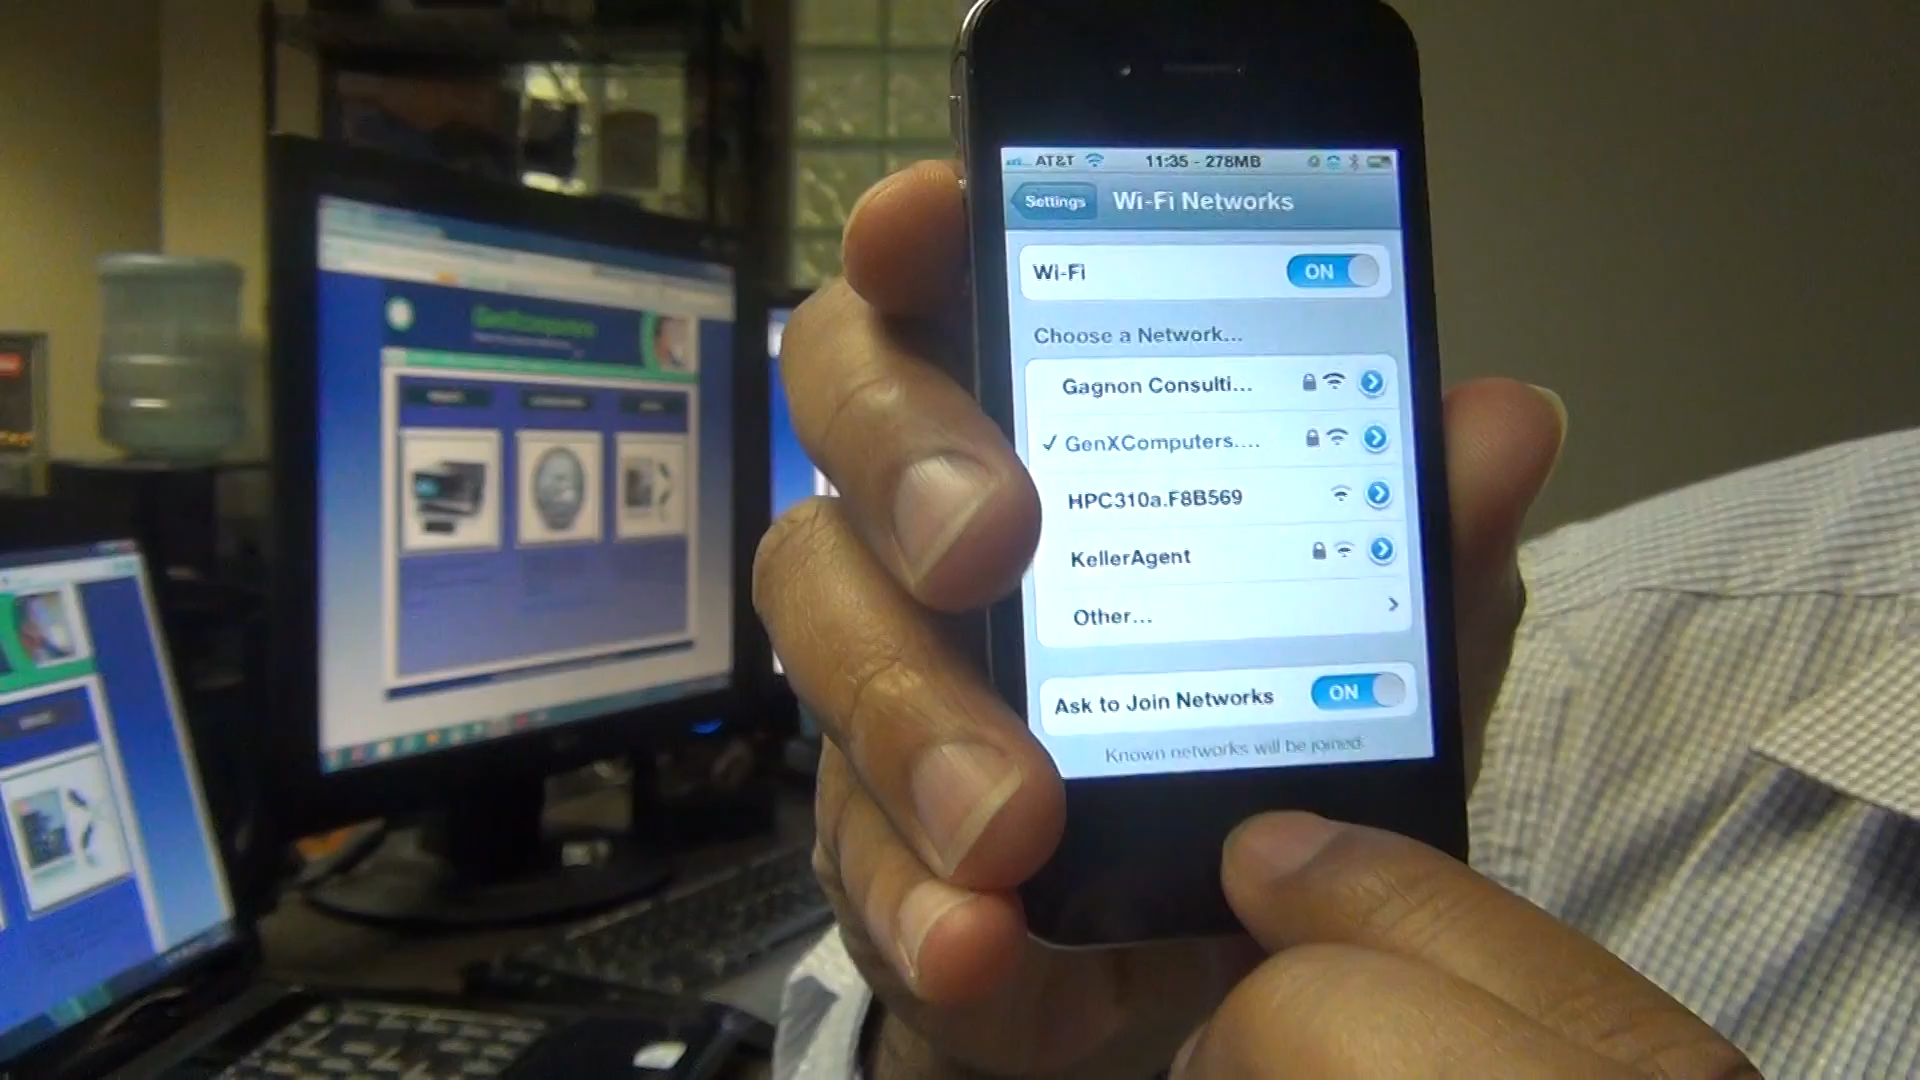 AT&T 11:35 - 278MB
Settings Wi-Fi Networks
Wi-Fi ON
Choose a Network...
Gagnon Consulti...
✓ GenXComputers....
HPC310a.F8B569
KellerAgent
Other...
Ask to Join Networks ON
Known networks will be joined